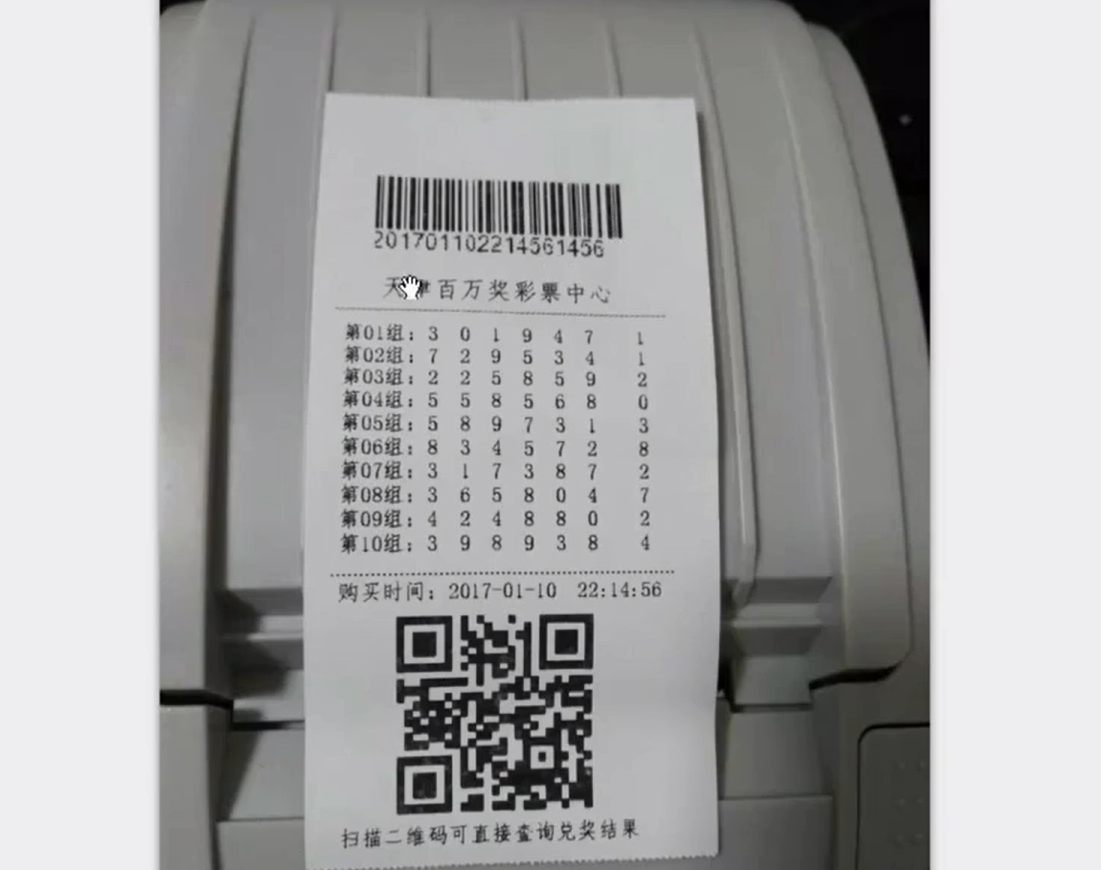 201701102214561456
天津百万奖彩票中心
第01组：3 0 1 9 4 7 1
第02组：7 2 9 5 3 4 1
第03组：2 2 5 8 5 9 2
第04组：5 5 8 5 6 8 0
第05组：5 8 9 7 3 1 3
第06组：8 3 4 5 7 2 8
第07组：3 1 7 3 8 7 2
第08组：3 6 5 8 0 4 7
第09组：4 2 4 8 8 0 2
第10组：3 9 8 9 3 8 4
购买时间：2017-01-10 22:14:56
扫描二维码可直接查询兑奖结果